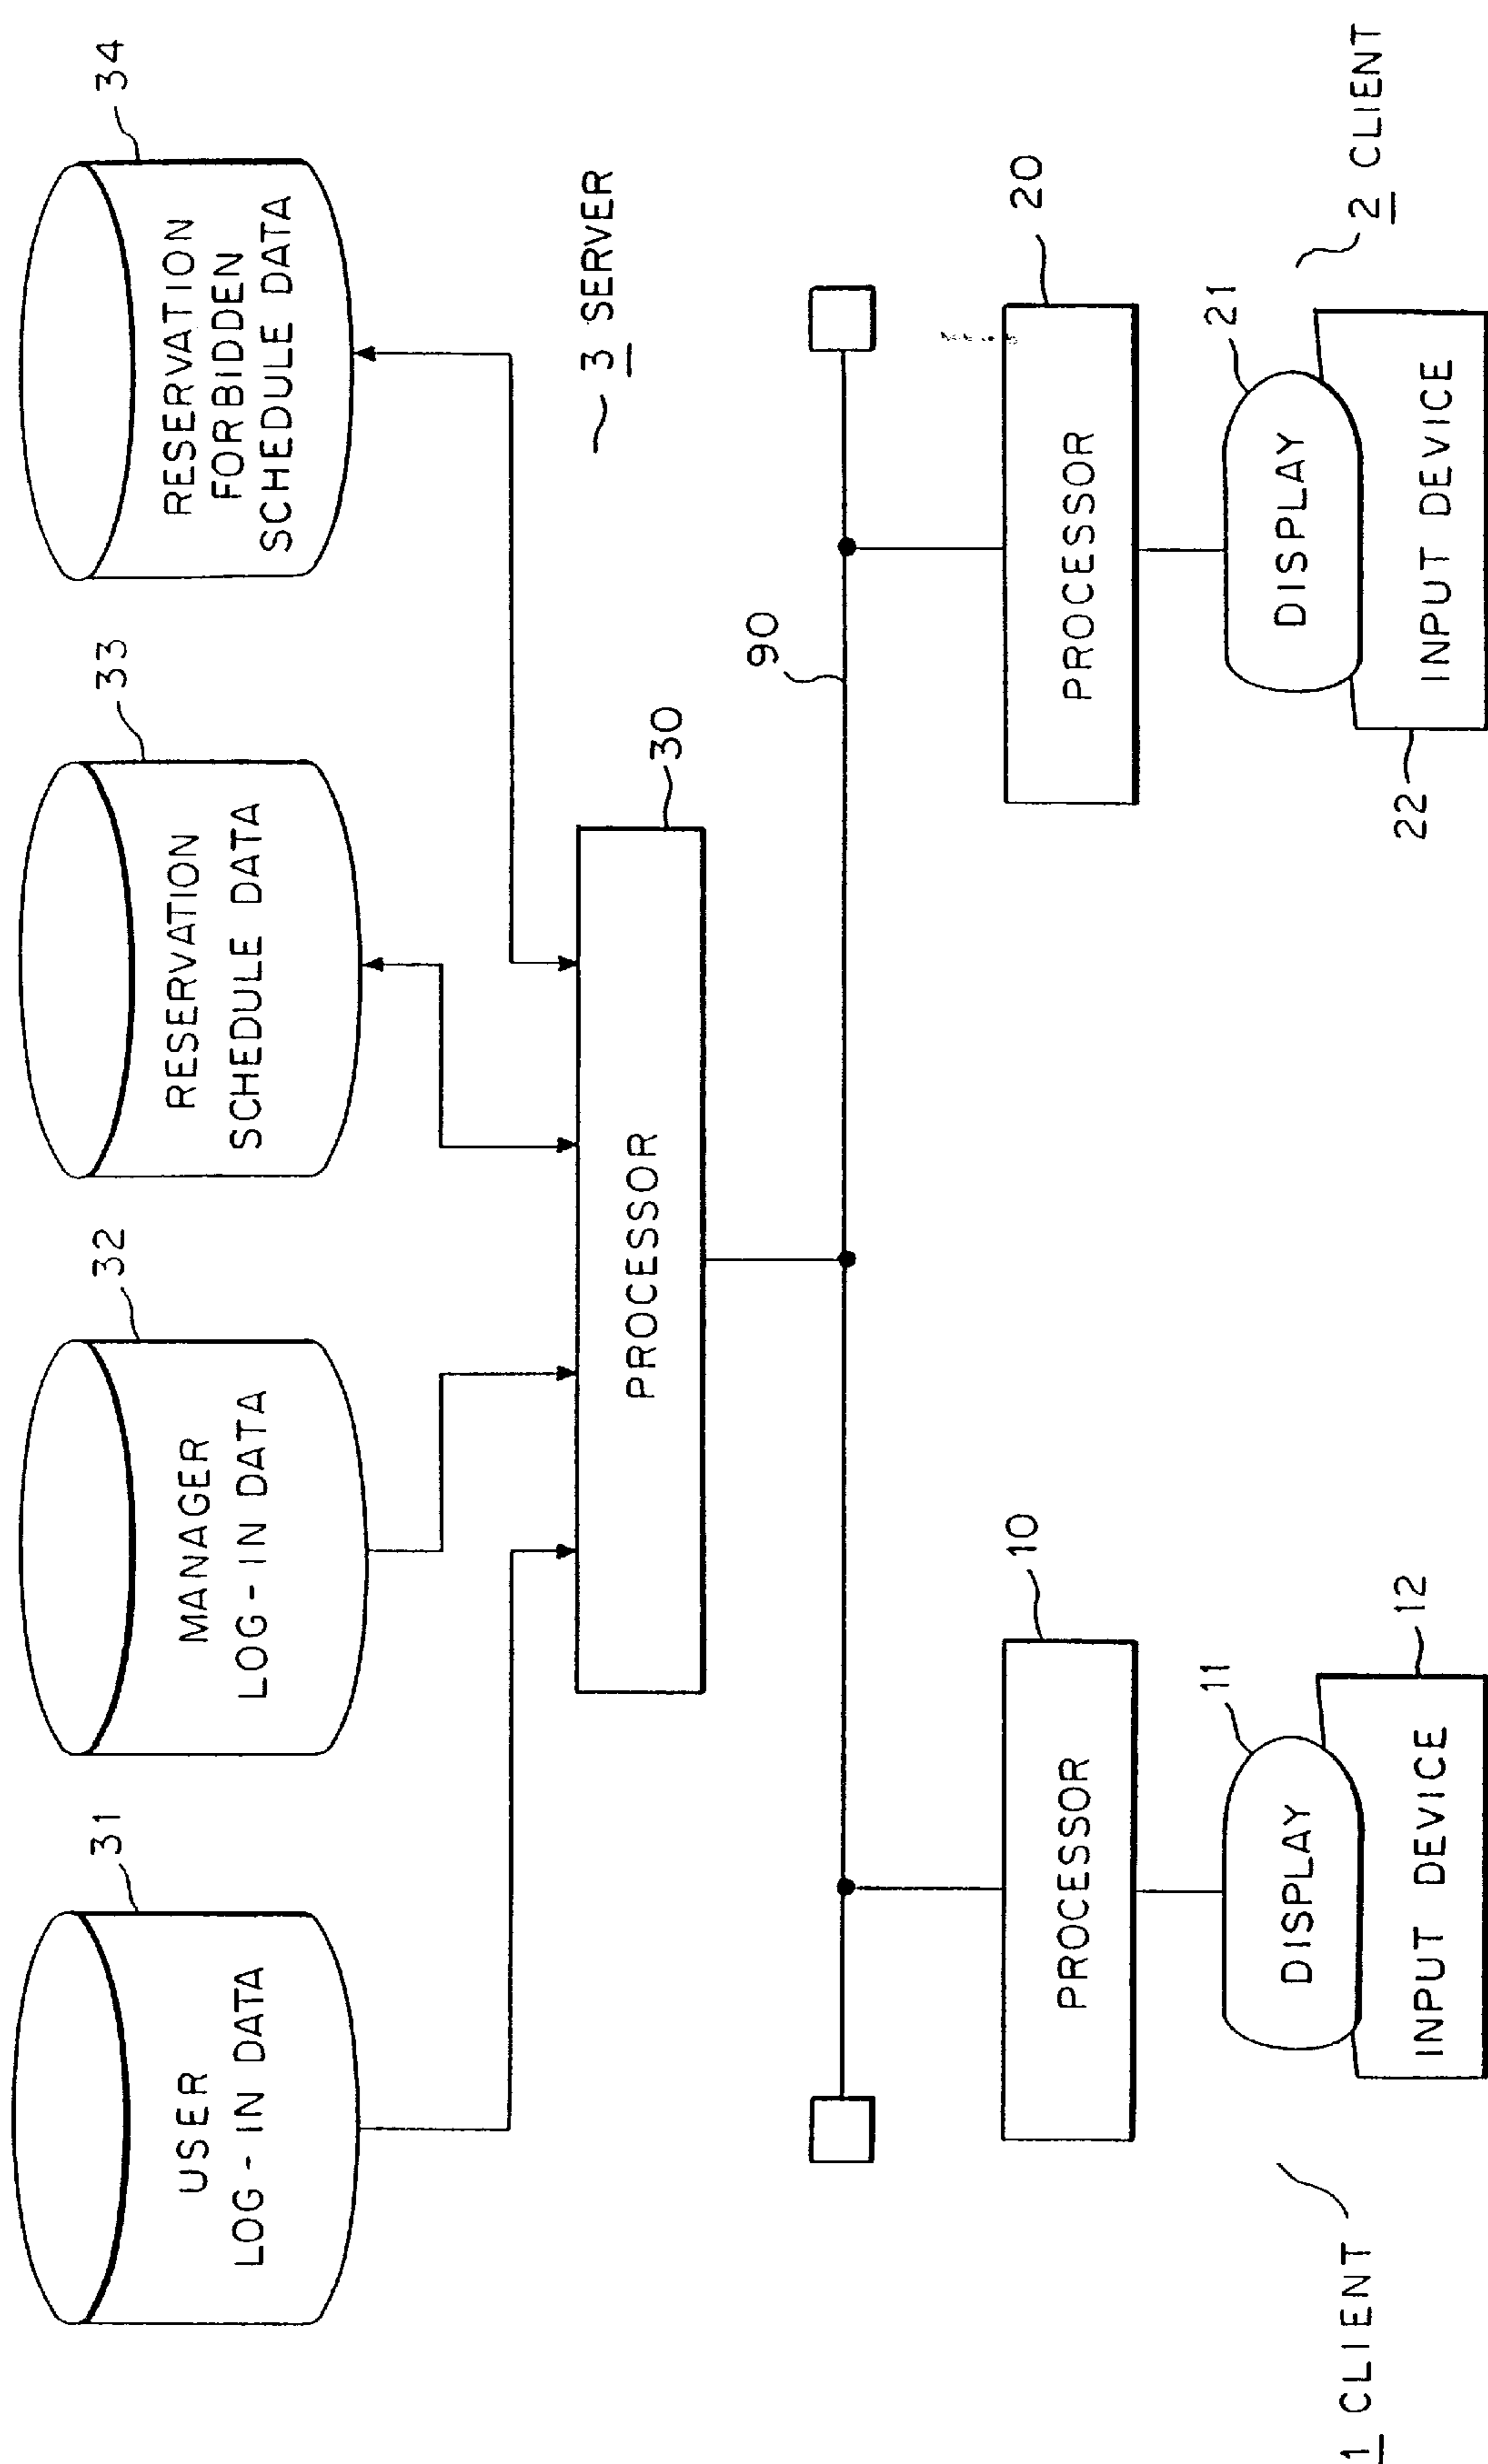 31
32
33
34
USER
LOG-IN DATA
MANAGER
LOG-IN DATA
RESERVATION
SCHEDULE DATA
RESERVATION
FORBIDDEN
SCHEDULE DATA
3 SERVER
30
PROCESSOR
90
10
PROCESSOR
20
PROCESSOR
11
DISPLAY
12
INPUT DEVICE
1 CLIENT
21
DISPLAY
22
INPUT DEVICE
2 CLIENT